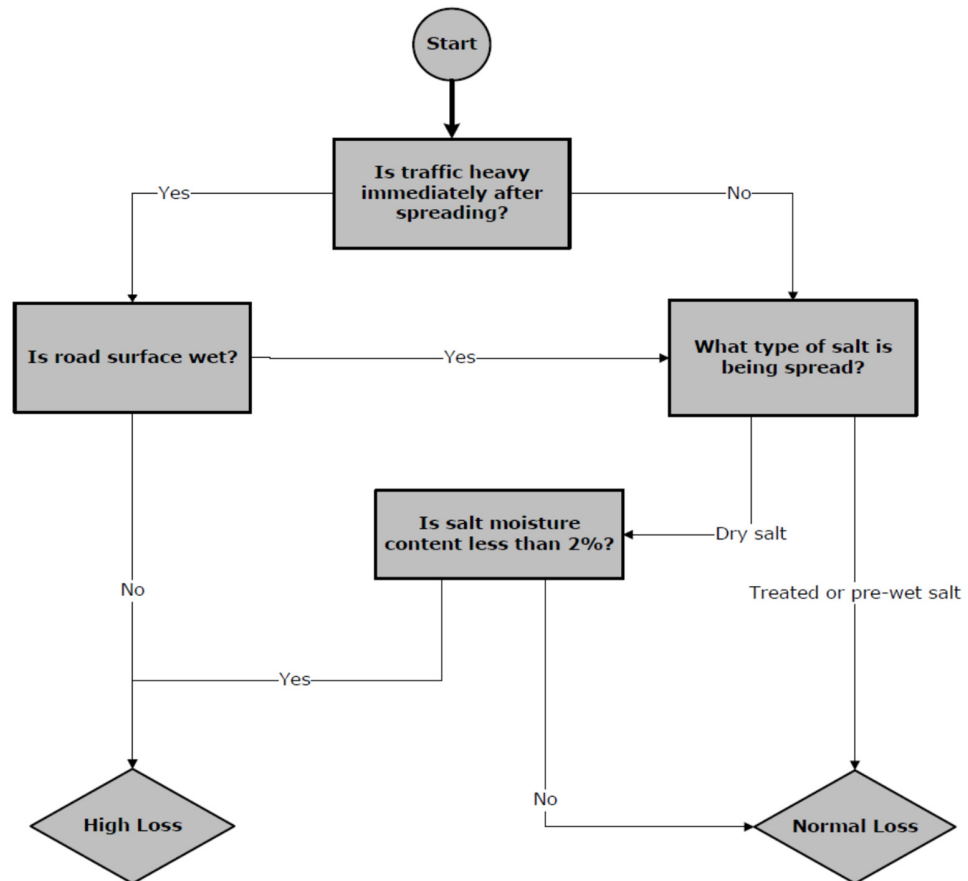 Start
Is traffic heavy
immediately after
spreading?
Yes
No
Is road surface wet?
Yes
What type of salt is
being spread?
Is salt moisture
content less than 2%?
Dry salt
No
Treated or pre-wet salt
Yes
No
High Loss
Normal Loss